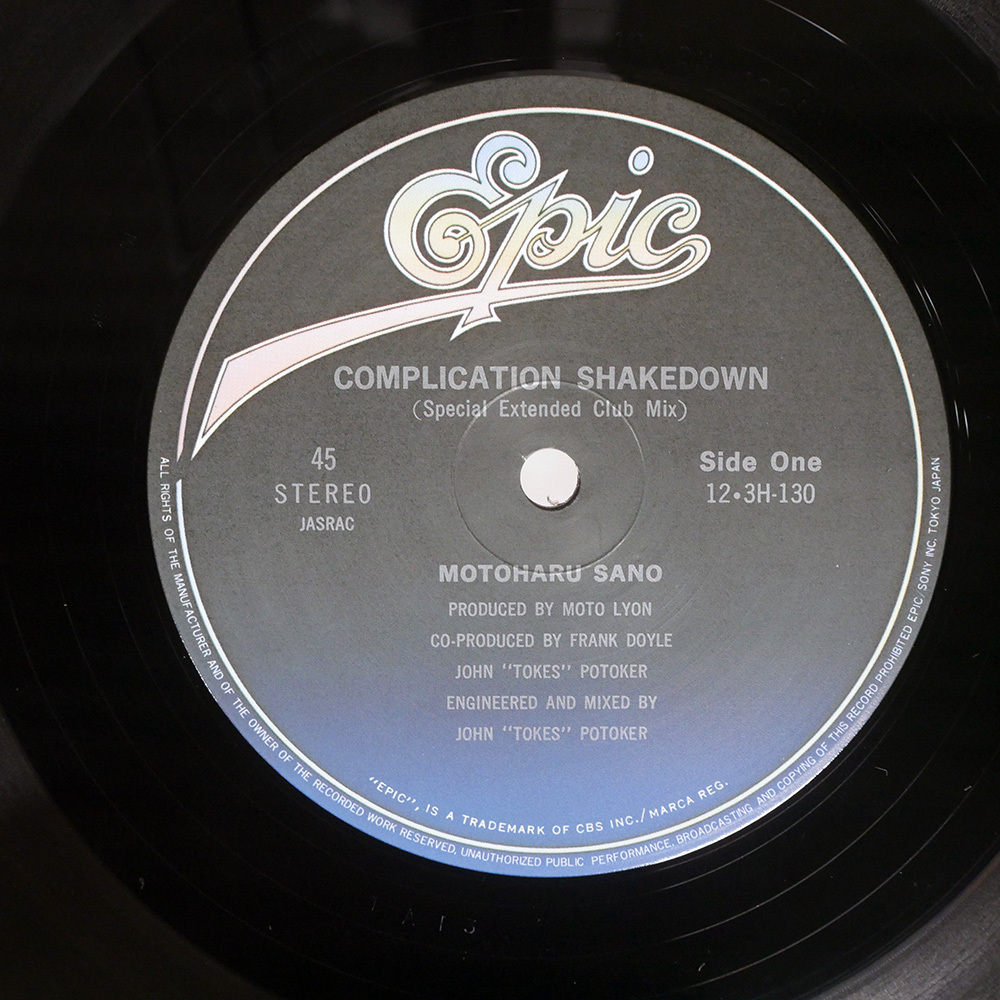 Epic
COMPLICATION SHAKEDOWN
(Special Extended Club Mix)
45
STEREO
JASRAC
Side One
12•3H-130
MOTOHARU SANO
PRODUCED BY MOTO LYON
CO-PRODUCED BY FRANK DOYLE
JOHN "TOKES" POTOKER
ENGINEERED AND MIXED BY
JOHN "TOKES" POTOKER
"EPIC", IS A TRADEMARK OF CBS INC./MARCA REG.
ALL RIGHTS OF THE MANUFACTURER AND OF THE OWNER OF THE RECORDED WORK RESERVED, UNAUTHORIZED PUBLIC PERFORMANCE, BROADCASTING AND COPYING OF THIS RECORD PROHIBITED EPIC/SONY INC, TOKYO JAPAN